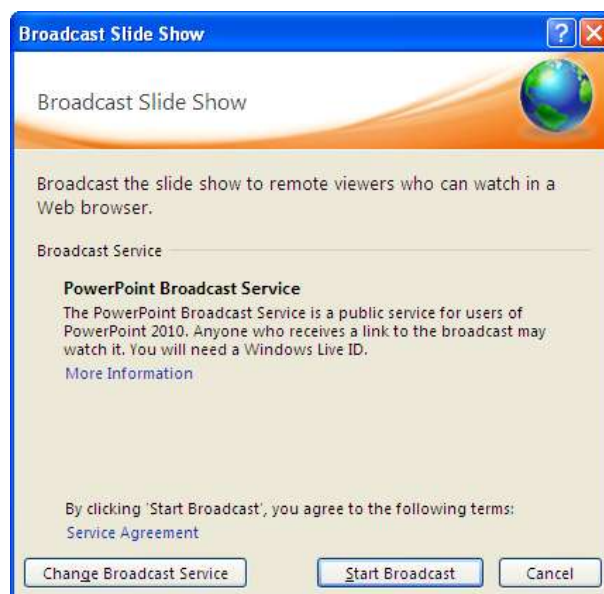 Broadcast Slide Show
?
Broadcast Slide Show
Broadcast the slide show to remote viewers who can watch in a
Web browser.
Broadcast Service
PowerPoint Broadcast Service
The PowerPoint Broadcast Service is a public service for users of
PowerPoint 2010. Anyone who receives a link to the broadcast may
watch it. You will need a Windows Live ID.
More Information
By clicking 'Start Broadcast', you agree to the following terms:
Service Agreement
Change Broadcast Service
Start Broadcast
Cancel